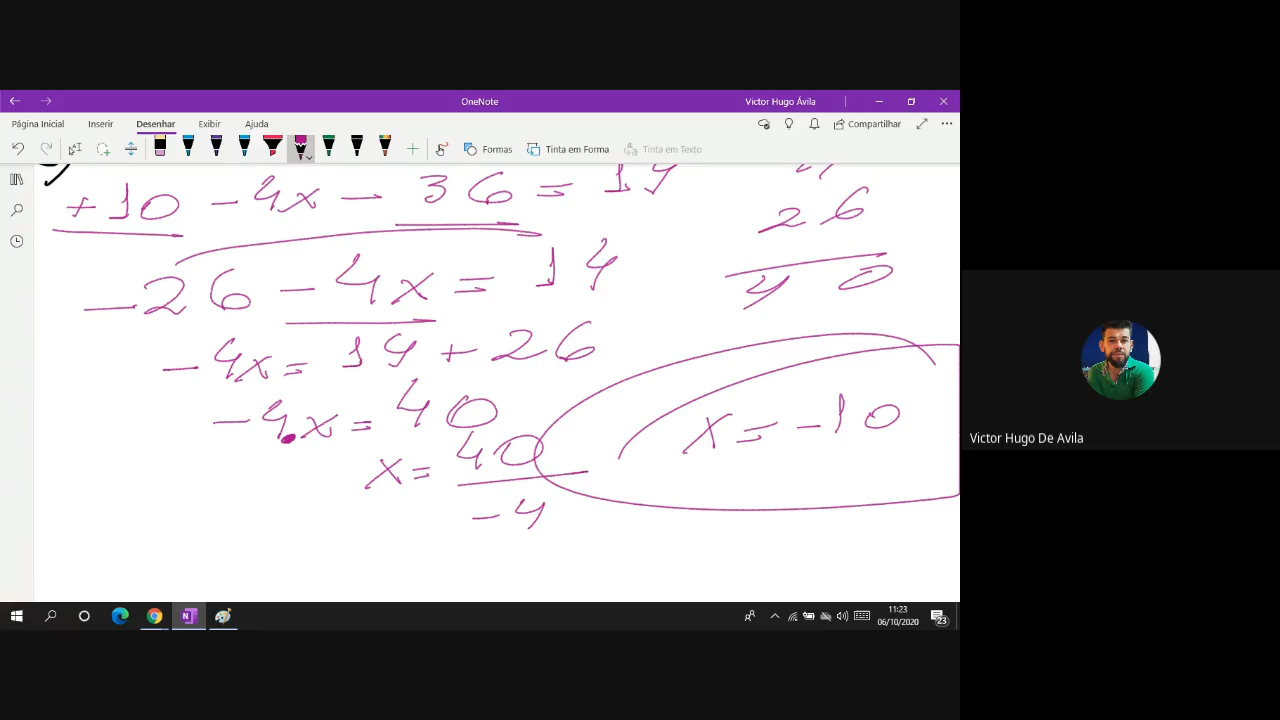 OneNote
Victor Hugo Ávila
Página Inicial Inserir Desenhar Exibir Ajuda
Compartilhar
Formas Tinta em Forma Tinta em Texto
+10 - 4x - 36 = 14
26
40
-26 - 4x = 14
-4x = 14 + 26
-4x = 40
x = 40
-4
x = -10
Victor Hugo De Avila
11:23
06/10/2020
23